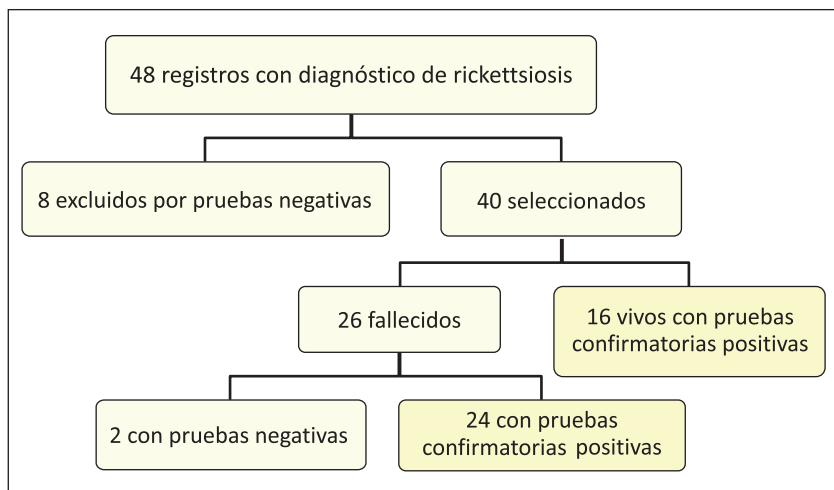 48 registros con diagnóstico de rickettsiosis
8 excluidos por pruebas negativas
40 seleccionados
26 fallecidos
16 vivos con pruebas
confirmatorias positivas
2 con pruebas negativas
24 con pruebas
confirmatorias positivas